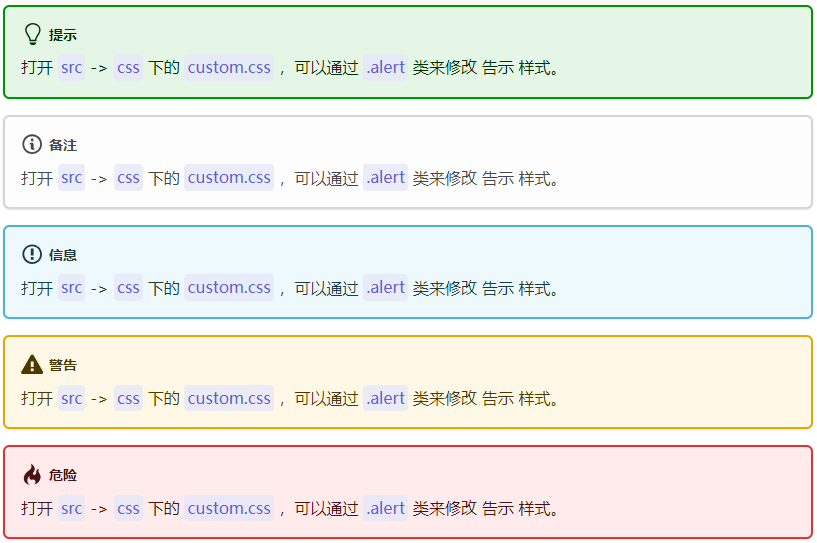 提示
打开 src -> css 下的 custom.css ，可以通过 .alert 类来修改 告示 样式。
备注
打开 src -> css 下的 custom.css ，可以通过 .alert 类来修改 告示 样式。
信息
打开 src -> css 下的 custom.css ，可以通过 .alert 类来修改 告示 样式。
警告
打开 src -> css 下的 custom.css ，可以通过 .alert 类来修改 告示 样式。
危险
打开 src -> css 下的 custom.css ，可以通过 .alert 类来修改 告示 样式。